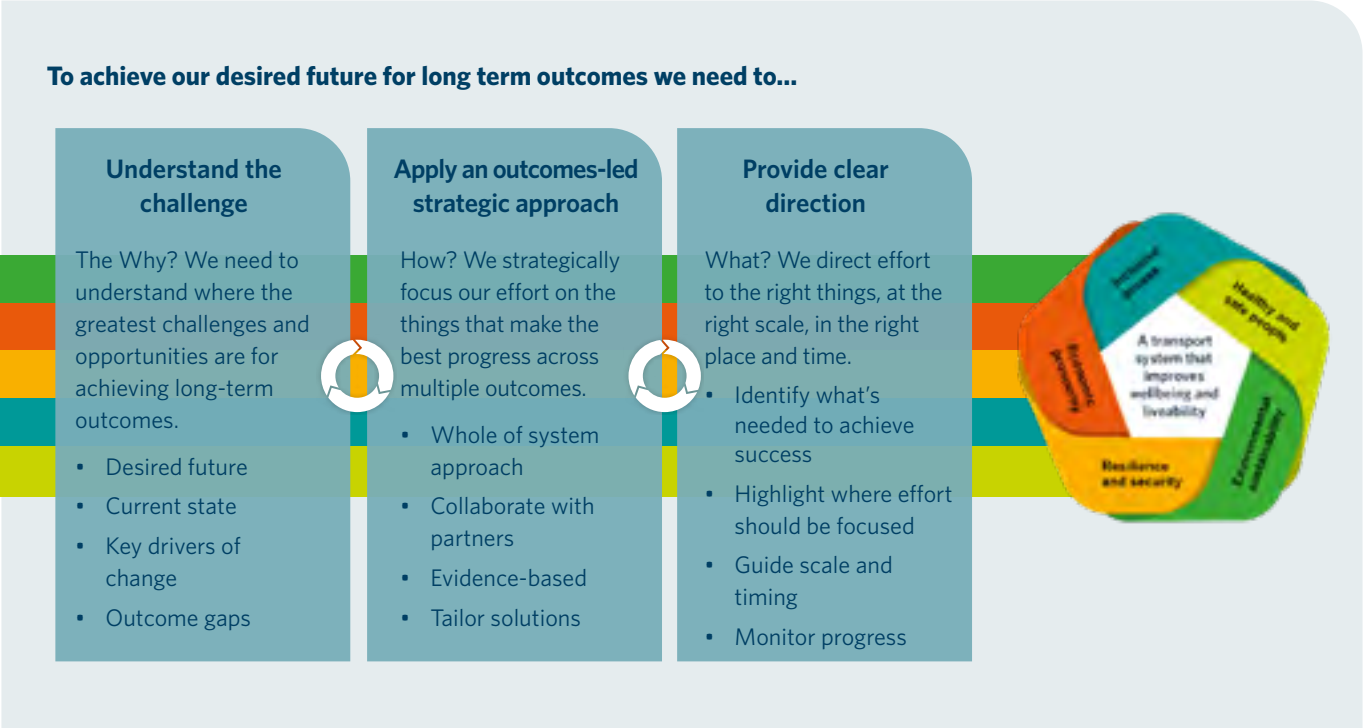 To achieve our desired future for long term outcomes we need to...
Understand the
challenge
The Why? We need to
understand where the
greatest challenges and
opportunities are for
achieving long-term
outcomes.
• Desired future
• Current state
• Key drivers of
change
• Outcome gaps
Apply an outcomes-led
strategic approach
How? We strategically
focus our effort on the
things that make the
best progress across
multiple outcomes.
• Whole of system
approach
• Collaborate with
partners
• Evidence-based
• Tailor solutions
Provide clear
direction
What? We direct effort
to the right things, at the
right scale, in the right
place and time.
• Identify what's
needed to achieve
success
• Highlight where effort
should be focused
• Guide scale and
timing
• Monitor progress
Inclusive
access
Healthy and
safe people
Economic
prosperity
A transport
system that
improves
wellbeing and
liveability
Environmental
sustainability
Resilience
and security